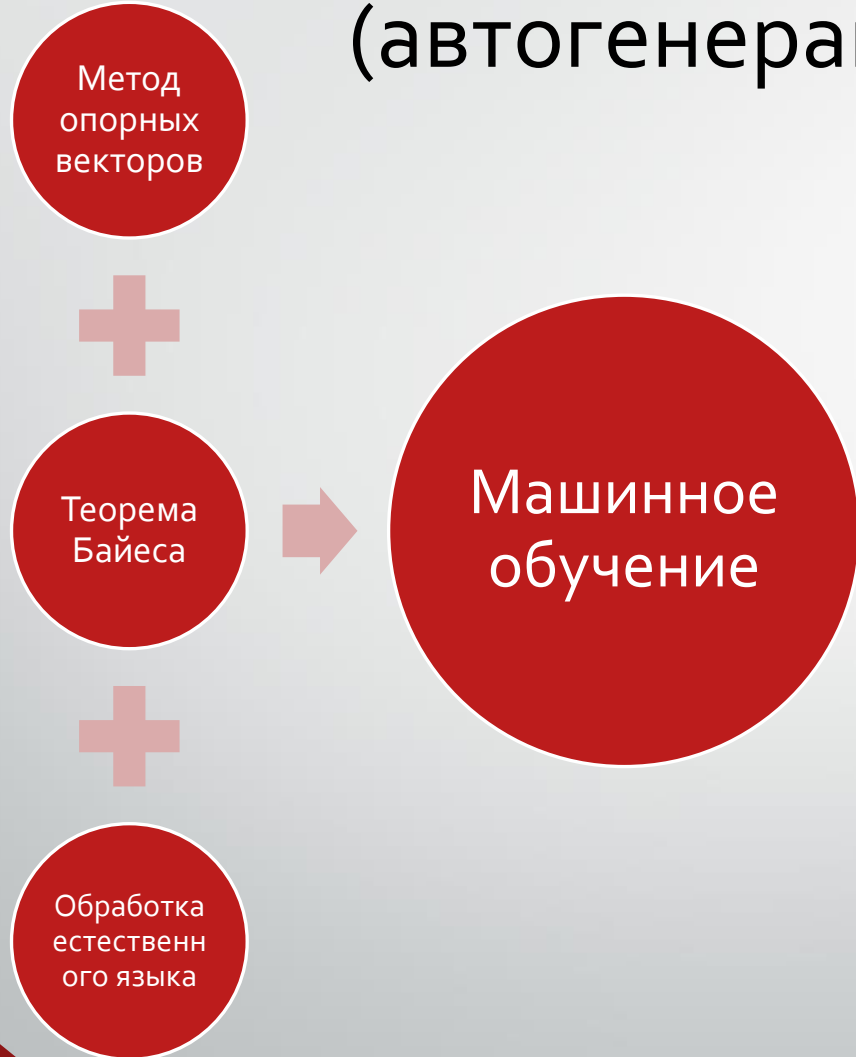 (автогенера
Метод
опорных
векторов
Теорема
Байеса
Обработка
естественн
ого языка
Машинное
обучение